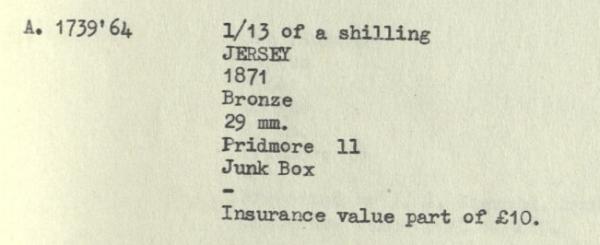 A. 1739'64 1/13 of a shilling
JERSEY
1871
Bronze
29 mm.
Pridmore 11
Junk Box
-
Insurance value part of £10.